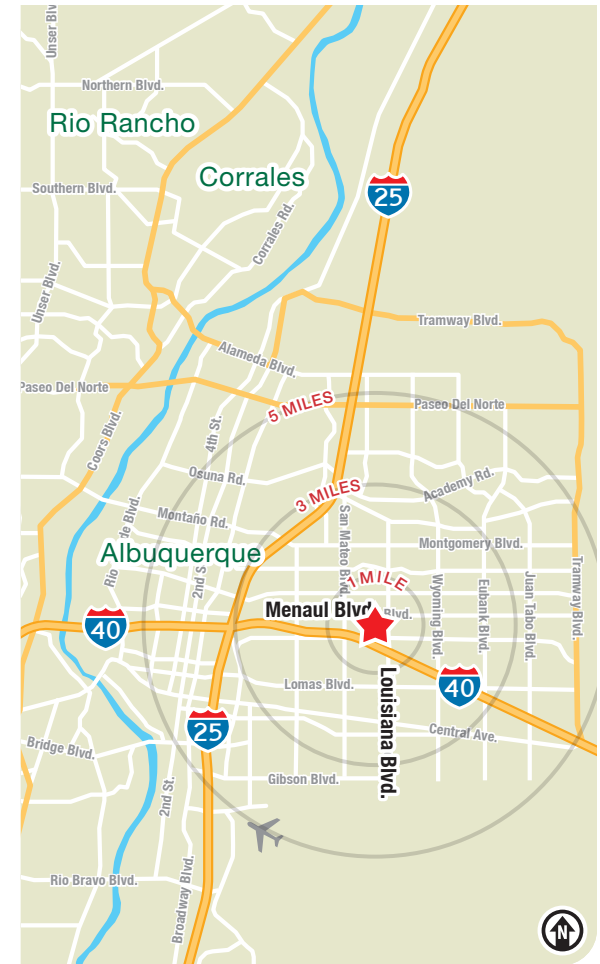 Unser Blv
Northern Blvd.
Rio Rancho
Corrales
Southern Blvd.
25
Corrales Rd.
Unser Blvd.
Tramway Blvd.
Alameda Blvd.
Paseo Del Norte
5 MILES
Paseo Del Norte
Coors Blvd.
4th St.
Osuna Rd.
Academy Rd.
3 MILES
Montaño Rd.
San Mateo Blvd.
Montgomery Blvd.
Rio
de Blvd.
Albuquerque
2nd S
1 MILE
Tramway Blvd.
Menaul Blvd.
Blvd.
Wyoming Blvd.
Eubank Blvd.
Juan Tabo Blvd.
40
Lomas Blvd.
Louisiana Blvd.
40
25
Central Ave.
Bridge Blvd.
Gibson Blvd.
2nd St.
Rio Bravo Blvd.
Broadway Blvd.
N